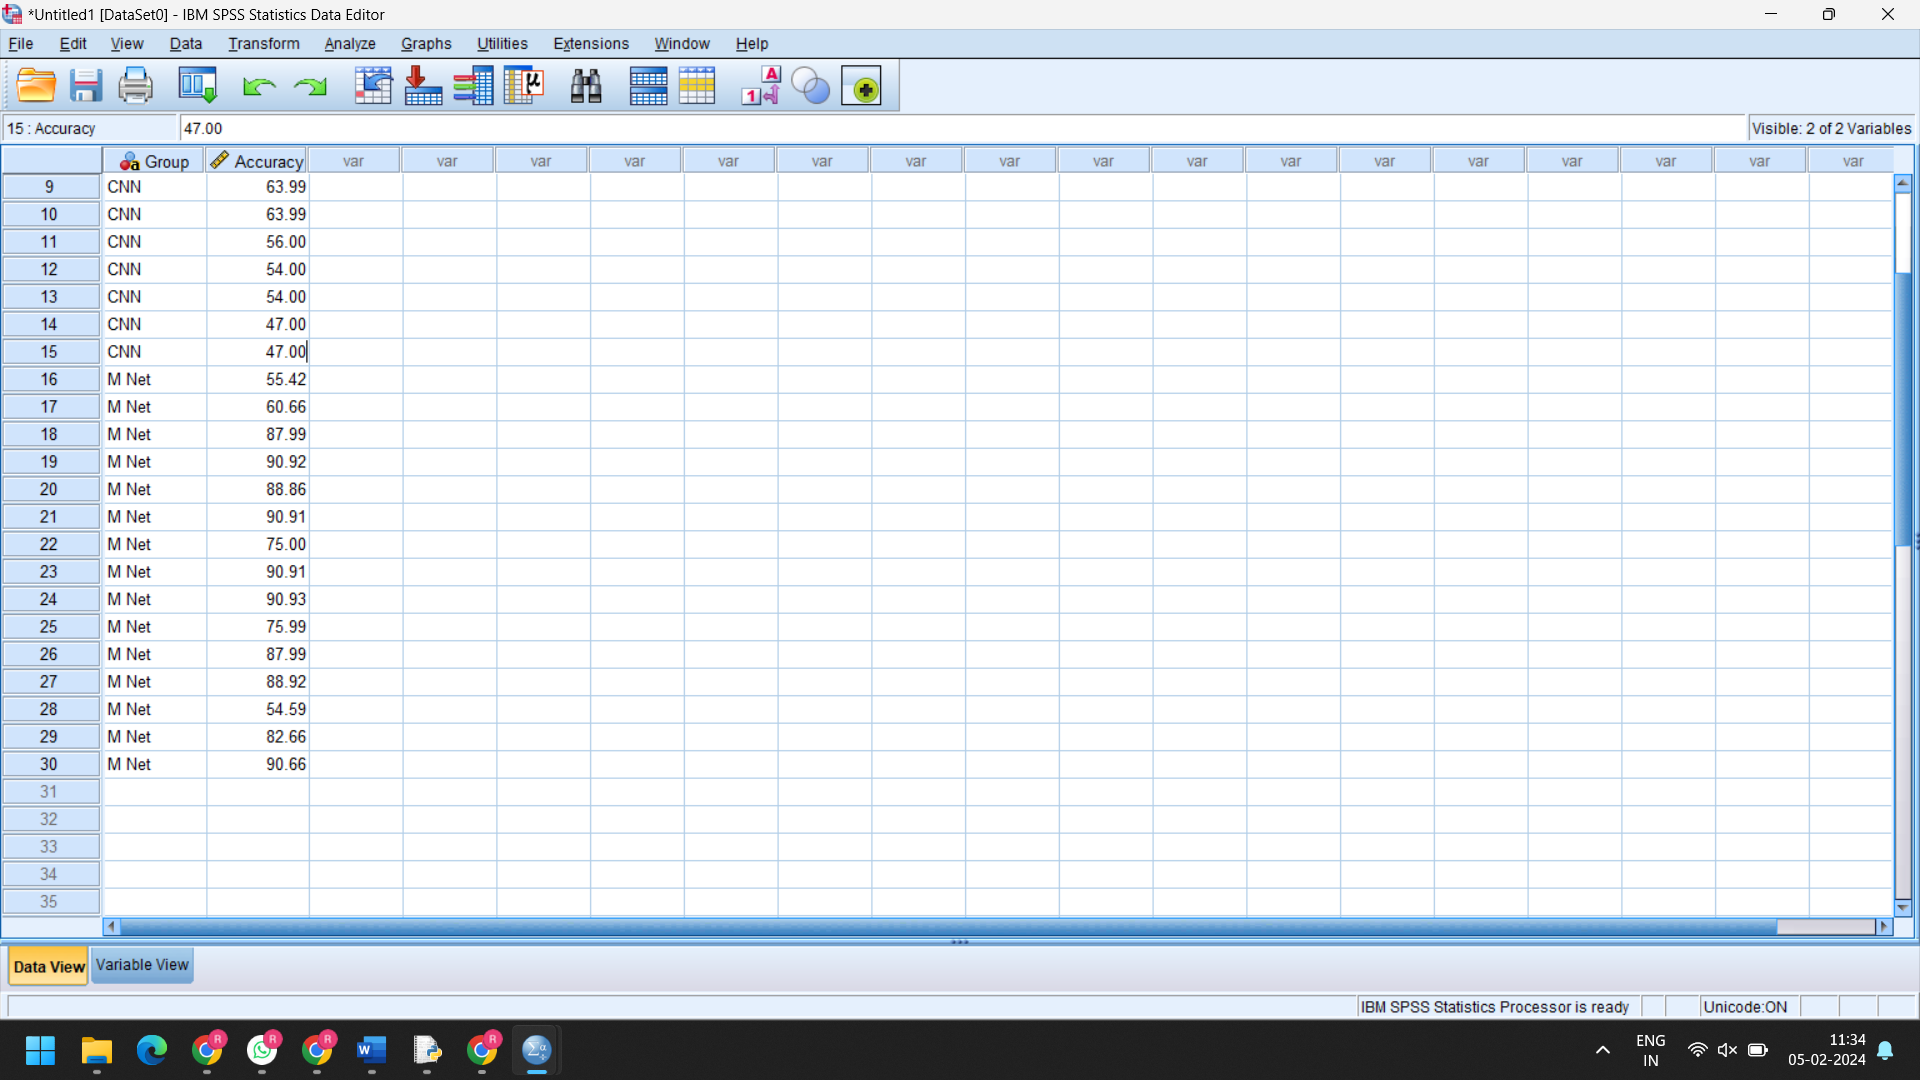 *Untitled1 [DataSet0] - IBM SPSS Statistics Data Editor
File Edit View Data Transform Analyze Graphs Utilities Extensions Window Help
15 : Accuracy 47.00 Visible: 2 of 2 Variables
Group Accuracy var var var var var var var var var var var var var var var var var
9 CNN 63.99
10 CNN 63.99
11 CNN 56.00
12 CNN 54.00
13 CNN 54.00
14 CNN 47.00
15 CNN 47.00
16 M Net 55.42
17 M Net 60.66
18 M Net 87.99
19 M Net 90.92
20 M Net 88.86
21 M Net 90.91
22 M Net 75.00
23 M Net 90.91
24 M Net 90.93
25 M Net 75.99
26 M Net 87.99
27 M Net 88.92
28 M Net 54.59
29 M Net 82.66
30 M Net 90.66
31
32
33
34
35
Data View Variable View
IBM SPSS Statistics Processor is ready Unicode:ON
ENG 11:34
IN 05-02-2024